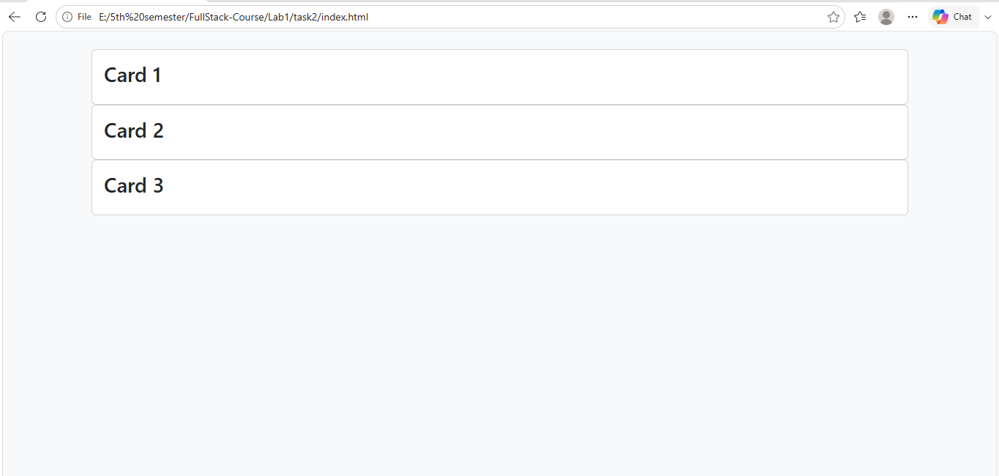 File E:/5th%20semester/FullStack-Course/Lab1/task2/index.html Chat
Card 1
Card 2
Card 3